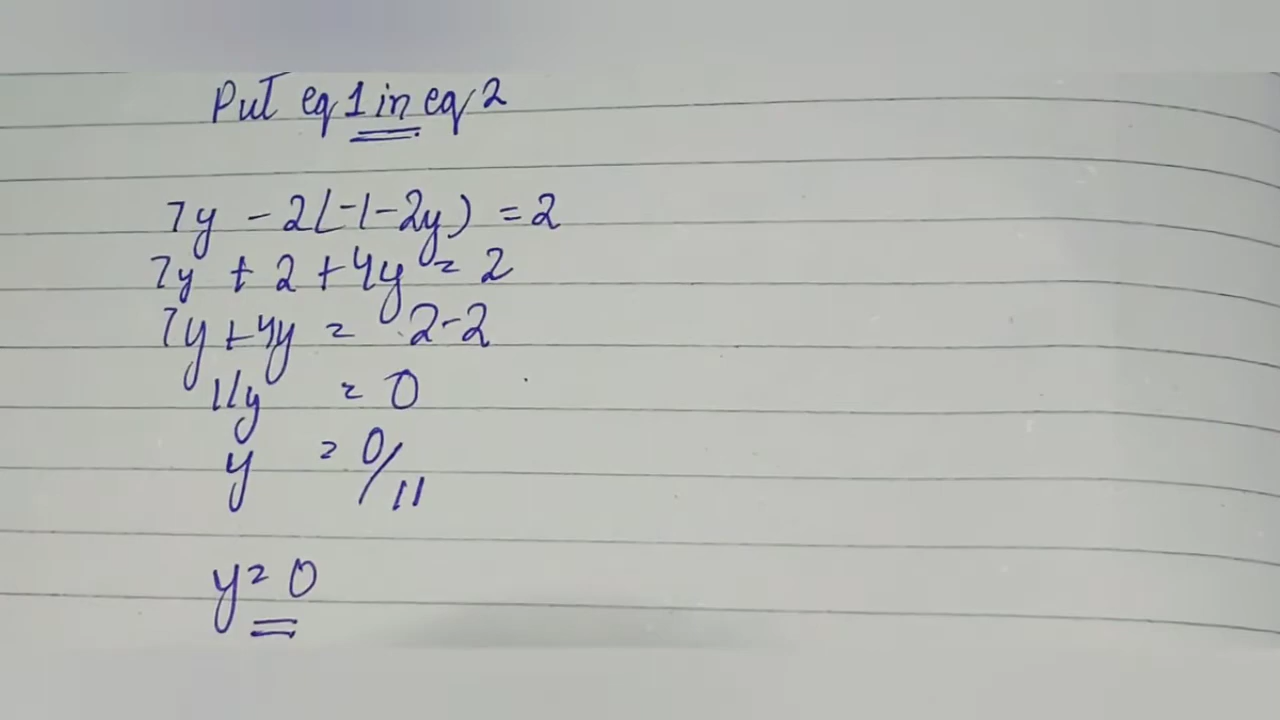 Put eq 1 in eq 2
7y - 2(-1-2y) = 2
7y + 2 + 4y = 2
7y + 4y = 2-2
11y = 0
y = 0/11
y = 0